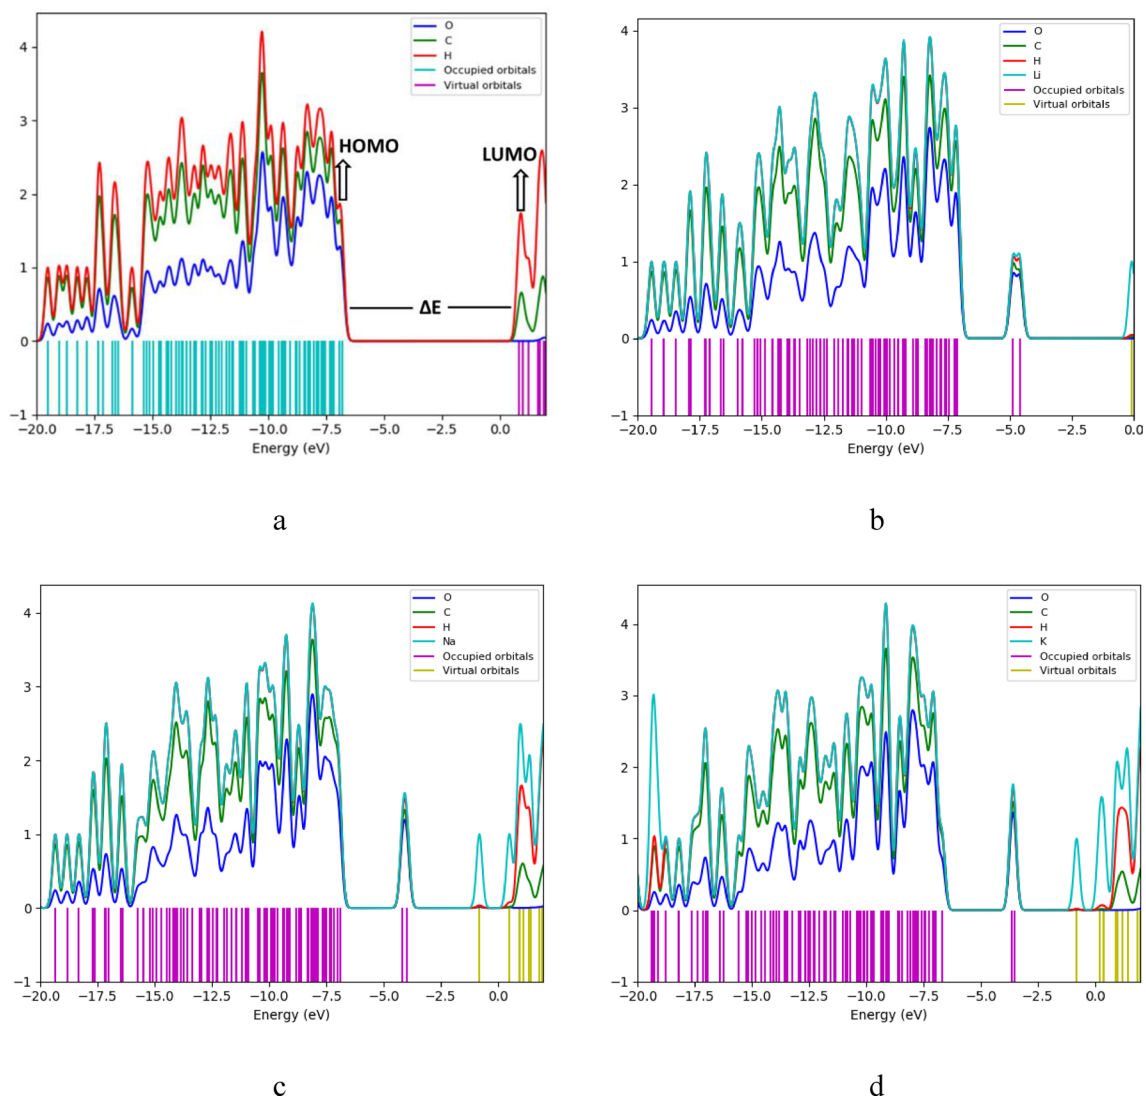 O
C
H
Occupied orbitals
Virtual orbitals
HOMO
LUMO
ΔE
4
3
2
1
0
−1
−20.0 −17.5 −15.0 −12.5 −10.0 −7.5 −5.0 −2.5 0.0
Energy (eV)
a
O
C
H
Li
Occupied orbitals
Virtual orbitals
4
3
2
1
0
−1
−20.0 −17.5 −15.0 −12.5 −10.0 −7.5 −5.0 −2.5 0.0
Energy (eV)
b
O
C
H
Na
Occupied orbitals
Virtual orbitals
4
3
2
1
0
−1
−20.0 −17.5 −15.0 −12.5 −10.0 −7.5 −5.0 −2.5 0.0
Energy (eV)
c
O
C
H
K
Occupied orbitals
Virtual orbitals
4
3
2
1
0
−1
−20.0 −17.5 −15.0 −12.5 −10.0 −7.5 −5.0 −2.5 0.0
Energy (eV)
d